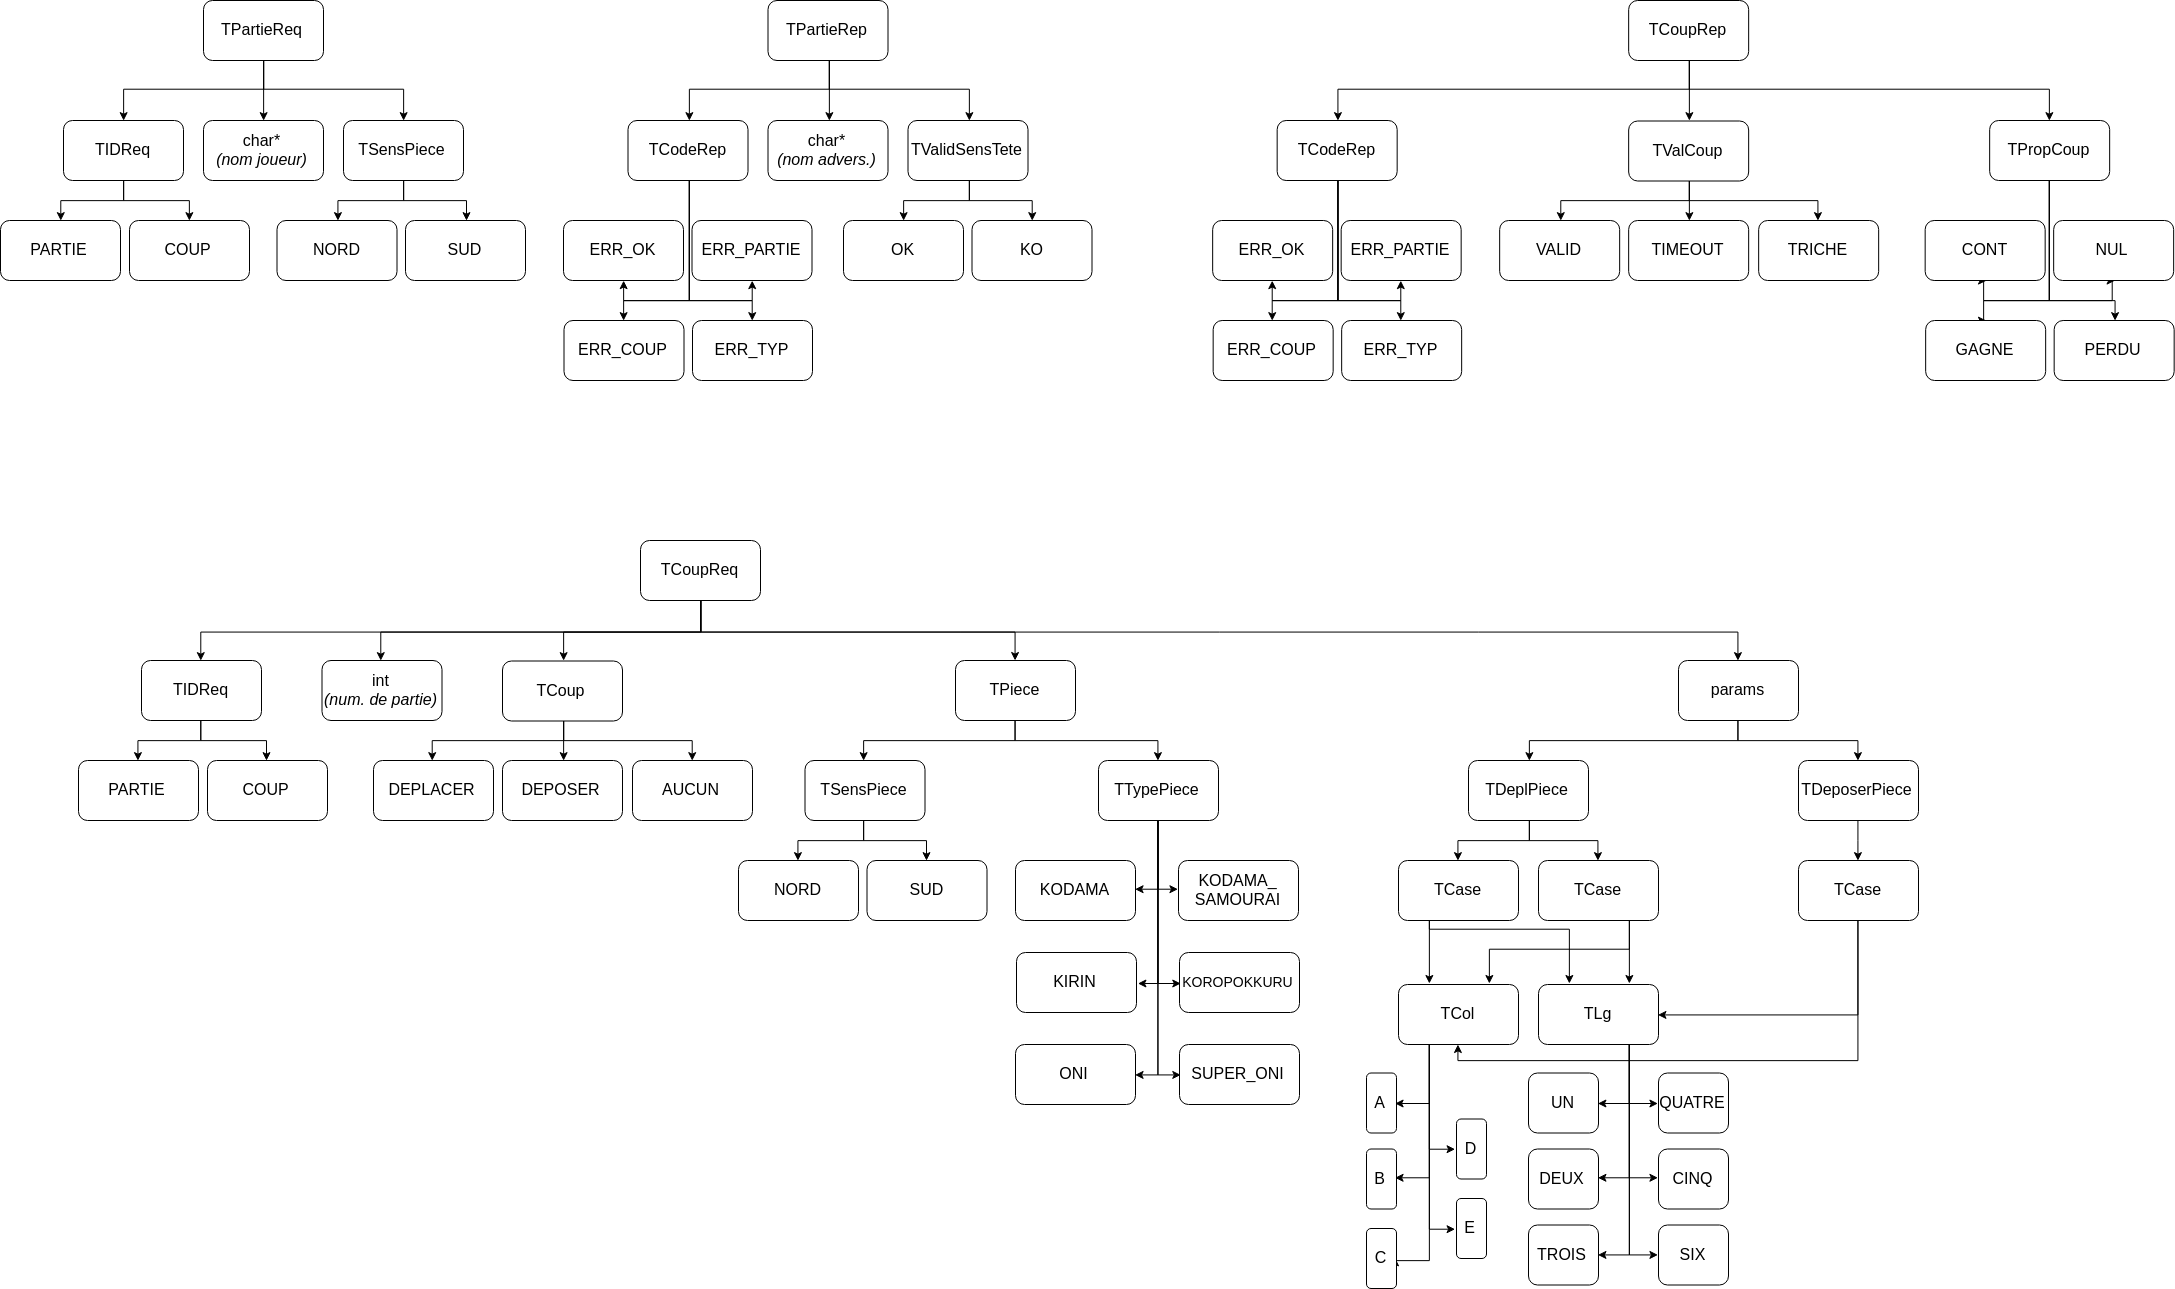 TPartieReq
TPartieRep
TCoupRep
TIDReq
char*
(nom joueur)
TSensPiece
TCodeRep
char*
(nom advers.)
TValidSensTete
TCodeRep
TValCoup
TPropCoup
PARTIE
COUP
NORD
SUD
ERR_OK
ERR_PARTIE
OK
KO
ERR_OK
ERR_PARTIE
VALID
TIMEOUT
TRICHE
CONT
NUL
ERR_COUP
ERR_TYP
ERR_COUP
ERR_TYP
GAGNE
PERDU
TCoupReq
TIDReq
int
(num. de partie)
TCoup
TPiece
params
PARTIE
COUP
DEPLACER
DEPOSER
AUCUN
TSensPiece
TTypePiece
TDeplPiece
TDeposerPiece
NORD
SUD
KODAMA
KODAMA_
SAMOURAI
TCase
TCase
TCase
KIRIN
KOROPOKKURU
TCol
TLg
ONI
SUPER_ONI
A
UN
QUATRE
D
B
DEUX
CINQ
E
C
TROIS
SIX